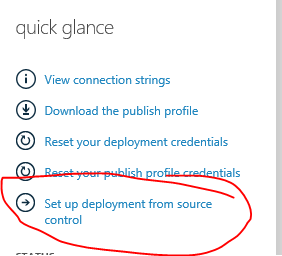 quick glance
View connection strings
Download the publish profile
Reset your deployment credentials
Reset your publish profile credentials
Set up deployment from source
control
STATUS